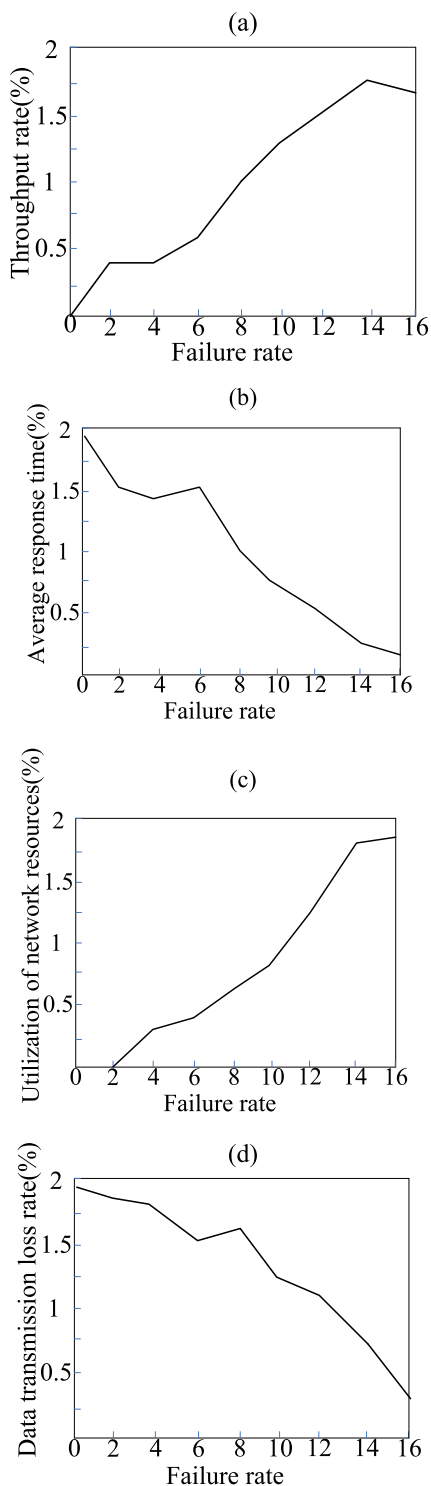 (a)
Throughput rate(%)
2
1.5
1
0.5
0 2 4 6 8 10 12 14 16
Failure rate
(b)
Average response time(%)
2
1.5
1
0.5
0 2 4 6 8 10 12 14 16
Failure rate
(c)
Utilization of network resources(%)
2
1.5
1
0.5
0 2 4 6 8 10 12 14 16
Failure rate
(d)
Data transmission loss rate(%)
2
1.5
1
0.5
0 2 4 6 8 10 12 14 16
Failure rate